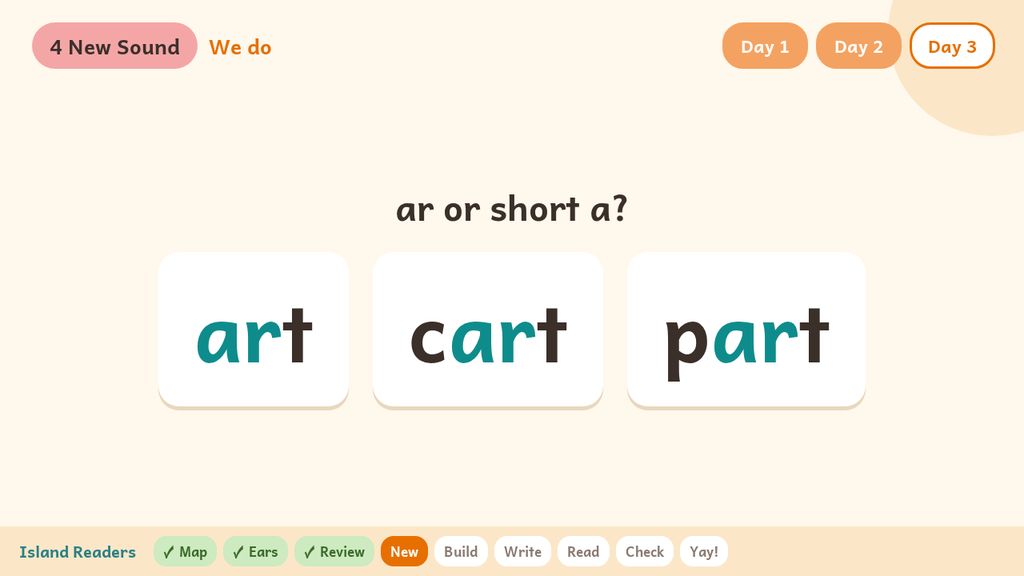 4 New Sound We do Day 1 Day 2 Day 3
ar or short a?
art cart part
Island Readers ✓ Map ✓ Ears ✓ Review New Build Write Read Check Yay!